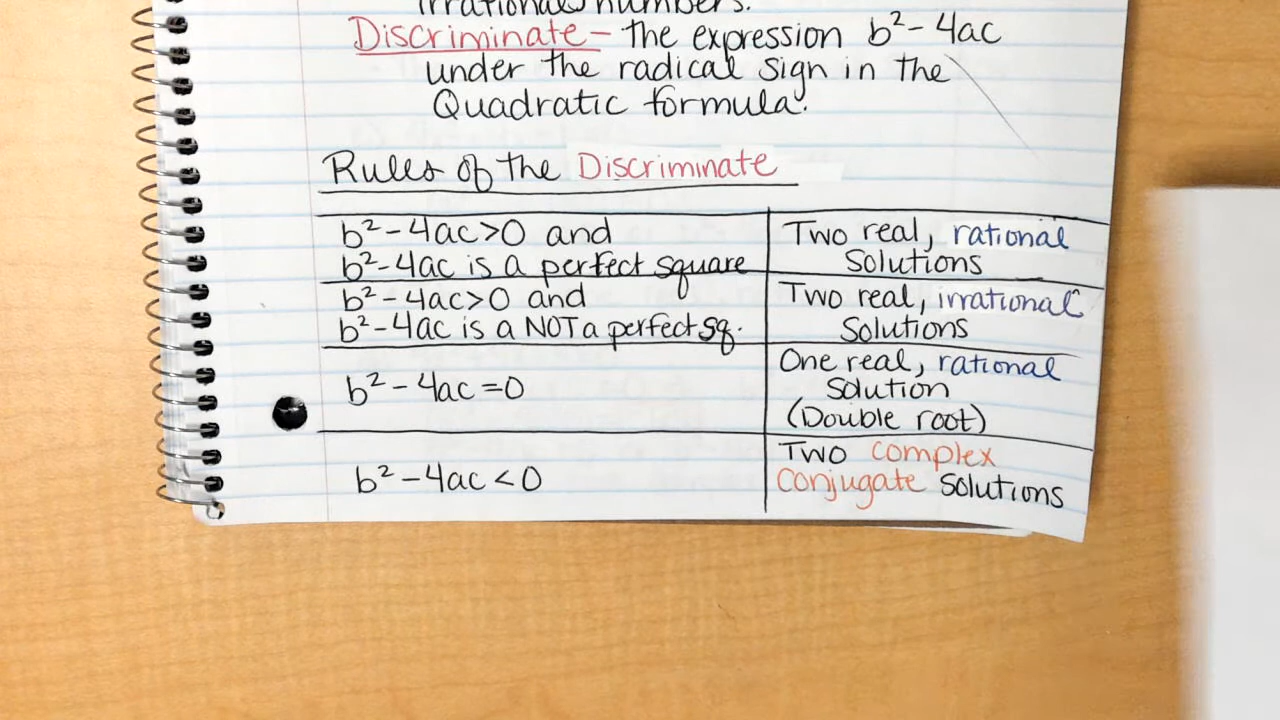 irrational numbers.
Discriminate - the expression b² - 4ac
under the radical sign in the
Quadratic formula.
Rules of the Discriminate
b² - 4ac > 0 and
b² - 4ac is a perfect square
Two real, rational
Solutions
b² - 4ac > 0 and
b² - 4ac is a NOT a perfect sq.
Two real, irrational
Solutions
b² - 4ac = 0
One real, rational
Solution
(Double root)
b² - 4ac < 0
Two complex
conjugate solutions